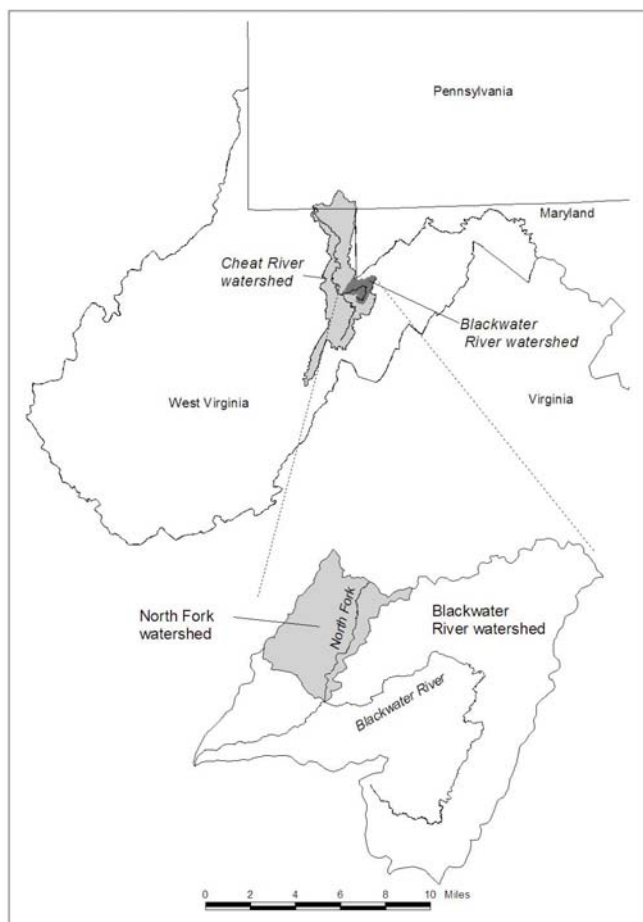 Pennsylvania
Maryland
Cheat River
watershed
Blackwater
River watershed
West Virginia
Virginia
North Fork
watershed
North Fork
Blackwater
River watershed
Blackwater River
0 2 4 6 8 10 Miles